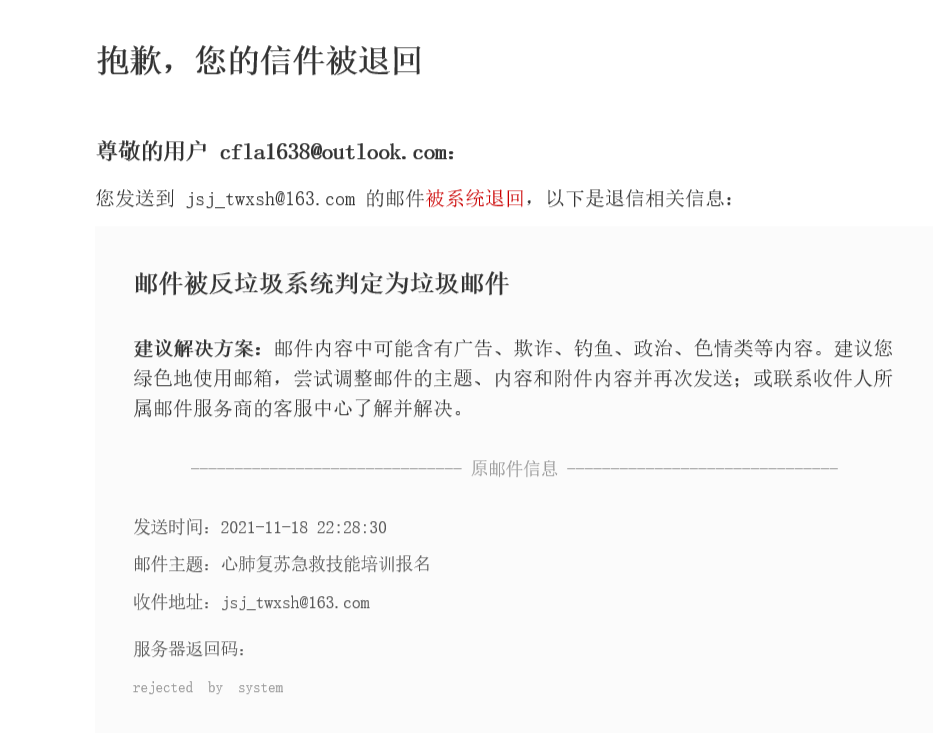 抱歉，您的信件被退回
尊敬的用户 cfla1638@outlook.com：
您发送到 jsj_twxsh@163.com 的邮件被系统退回，以下是退信相关信息：
邮件被反垃圾系统判定为垃圾邮件
建议解决方案：邮件内容中可能含有广告、欺诈、钓鱼、政治、色情类等内容。建议您
绿色地使用邮箱，尝试调整邮件的主题、内容和附件内容并再次发送；或联系收件人所
属邮件服务商的客服中心了解并解决。
------------------------------ 原邮件信息 ------------------------------
发送时间：2021-11-18 22:28:30
邮件主题：心肺复苏急救技能培训报名
收件地址：jsj_twxsh@163.com
服务器返回码：
rejected by system